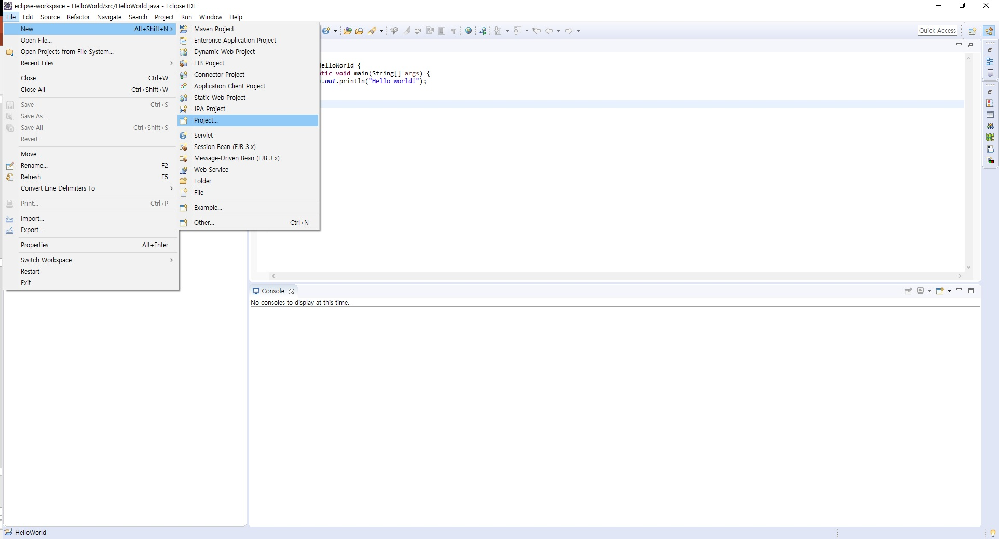 eclipse-workspace - HelloWorld/src/HelloWorld.java - Eclipse IDE
File Edit Source Refactor Navigate Search Project Run Window Help
New Alt+Shift+N
Open File...
Open Projects from File System...
Recent Files
Close Ctrl+W
Close All Ctrl+Shift+W
Save Ctrl+S
Save As...
Save All Ctrl+Shift+S
Revert
Move...
Rename... F2
Refresh F5
Convert Line Delimiters To
Print... Ctrl+P
Import...
Export...
Properties Alt+Enter
Switch Workspace
Restart
Exit
Maven Project
Enterprise Application Project
Dynamic Web Project
EJB Project
Connector Project
Application Client Project
Static Web Project
JPA Project
Project...
Servlet
Session Bean (EJB 3.x)
Message-Driven Bean (EJB 3.x)
Web Service
Folder
File
Example...
Other... Ctrl+N
Quick Access
HelloWorld {
tic void main(String[] args) {
.out.println("Hello world!");
Console
No consoles to display at this time.
HelloWorld